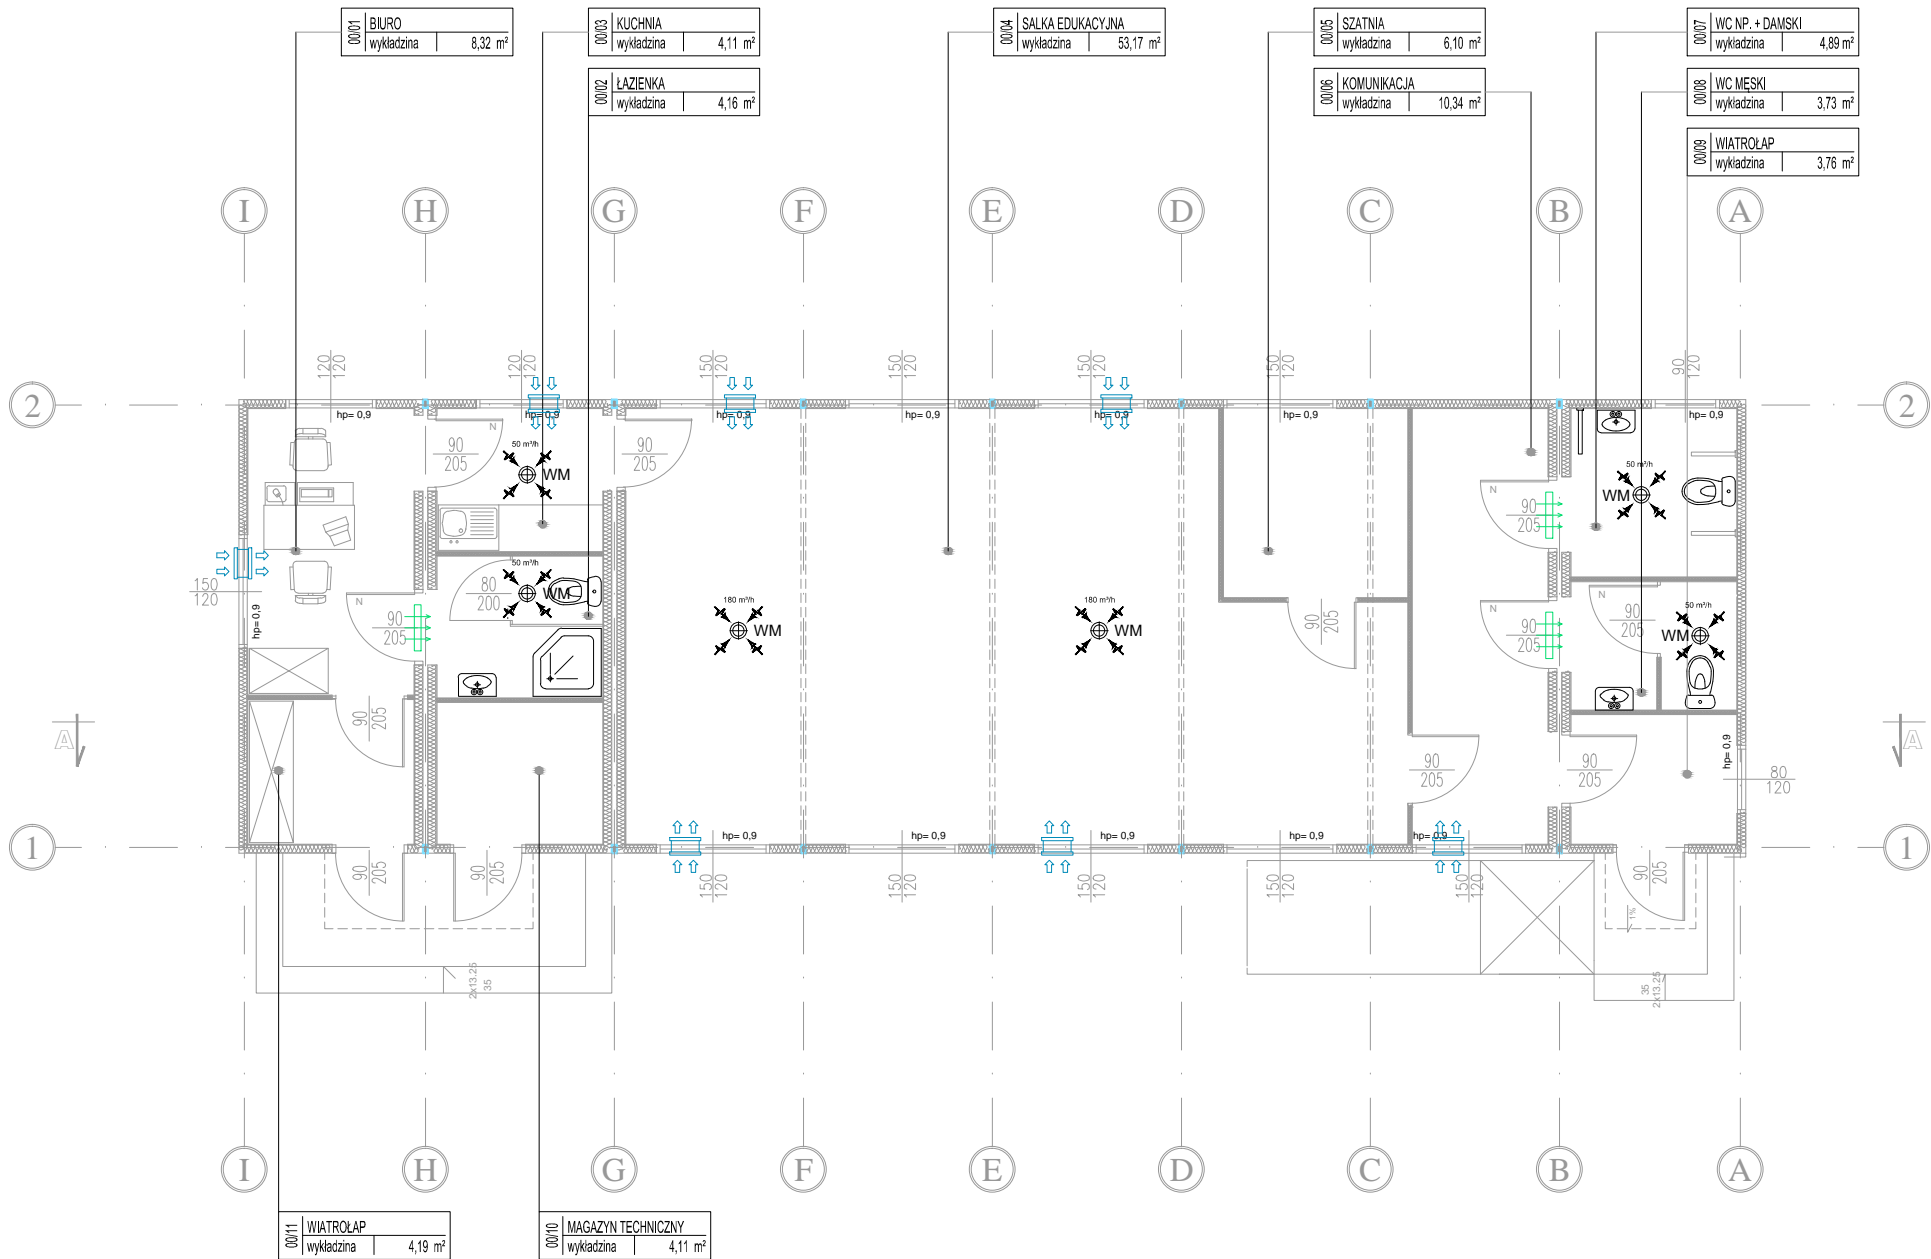 00/01 BIURO
wykładzina 8,32 m²
00/03 KUCHNIA
wykładzina 4,11 m²
00/02 ŁAZIENKA
wykładzina 4,16 m²
00/04 SALKA EDUKACYJNA
wykładzina 53,17 m²
00/05 SZATNIA
wykładzina 6,10 m²
00/06 KOMUNIKACJA
wykładzina 10,34 m²
00/07 WC NP. + DAMSKI
wykładzina 4,89 m²
00/08 WC MĘSKI
wykładzina 3,73 m²
00/09 WIATROŁAP
wykładzina 3,76 m²
I H G F E D C B A
120 120 120 120 150 120 150 120 150 120 150 120 90 120
2 2
hp= 0,9 hp= 0,9 hp= 0,9 hp= 0,9 hp= 0,9 hp= 0,9 hp= 0,9
N
90
205
50 m³/h
WM
90
205
50 m³/h
WM
N
90
205
150
120
hp= 0,9
N
90
205
80
200
50 m³/h
WM
180 m³/h
WM
180 m³/h
WM
90
205
N
90
205
N
90
205
50 m³/h
WM
90
205
A A
90
205
90
205
hp= 0,9
80
120
1 1
hp= 0,9 hp= 0,9 hp= 0,9 hp= 0,9 hp= 0,9
90
205
90
205
150 120 150 120 150 120 150 120 150 120
90
205
1%
2x13.25
35
35
2x13.25
I H G F E D C B A
00/11 WIATROŁAP
wykładzina 4,19 m²
00/10 MAGAZYN TECHNICZNY
wykładzina 4,11 m²